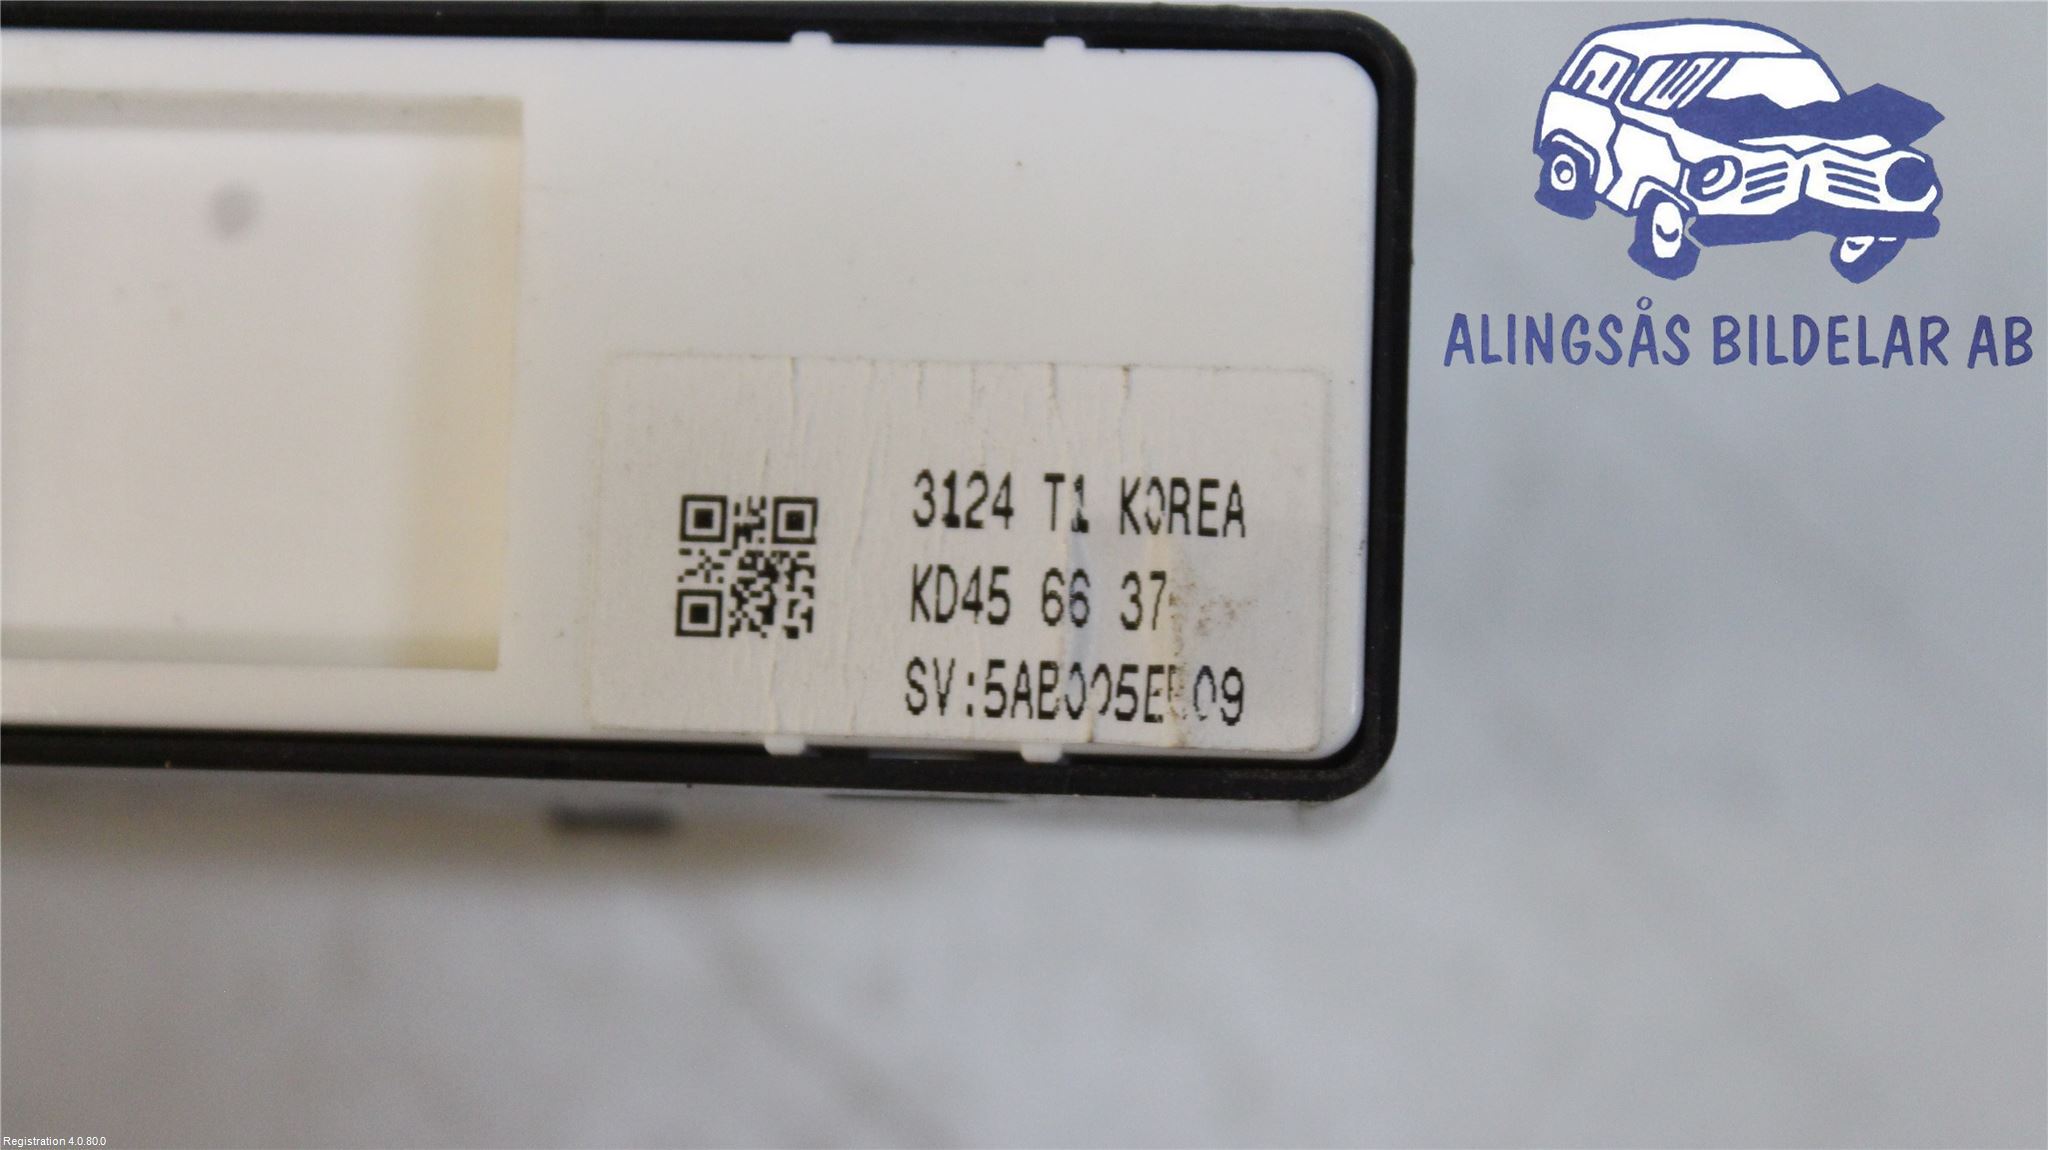 ALINGSÅS BILDELAR AB
3124 T1 KOREA
KD45 66 37
Registration 4.0.80.0